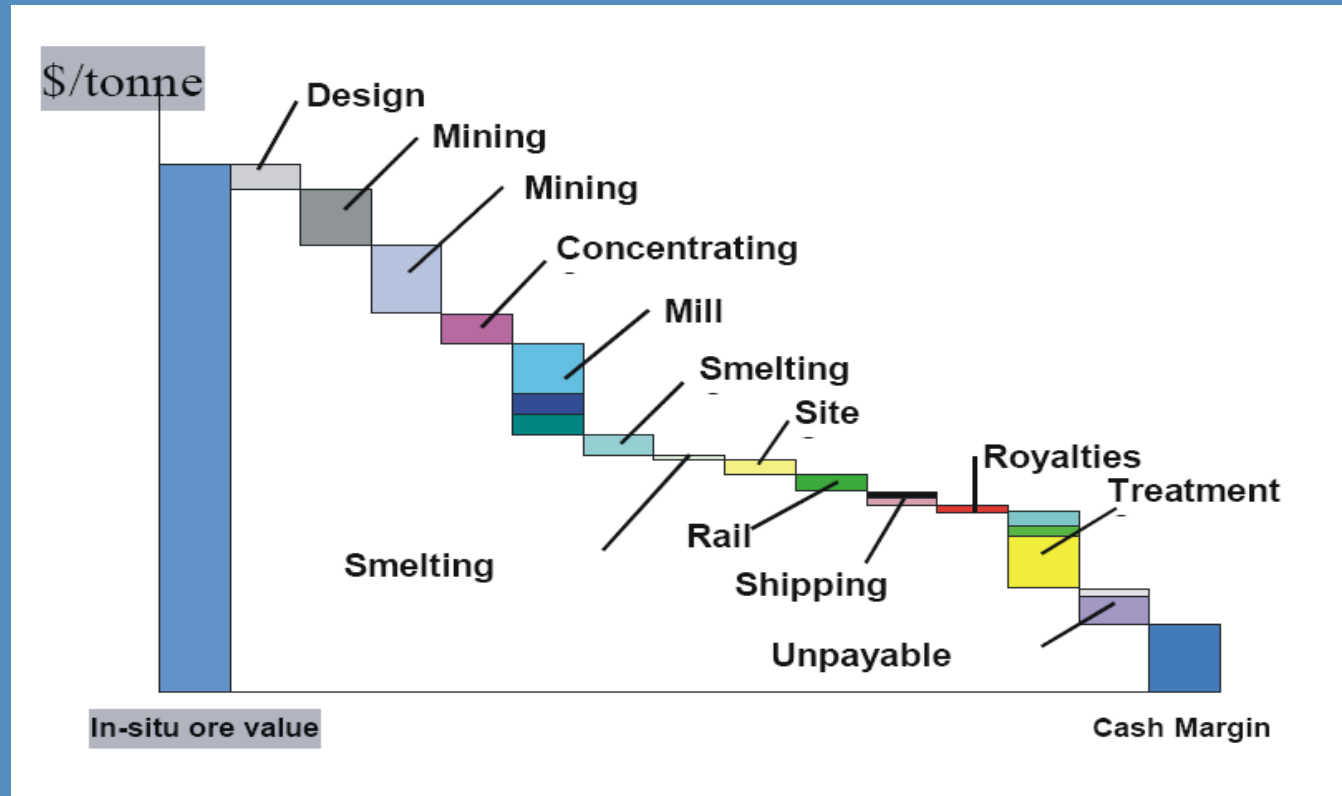 $/tonne
Design
Mining
Mining
Concentrating
Mill
Smelting
Site
Royalties
Treatment
Rail
Smelting
Shipping
Unpayable
In-situ ore value
Cash Margin